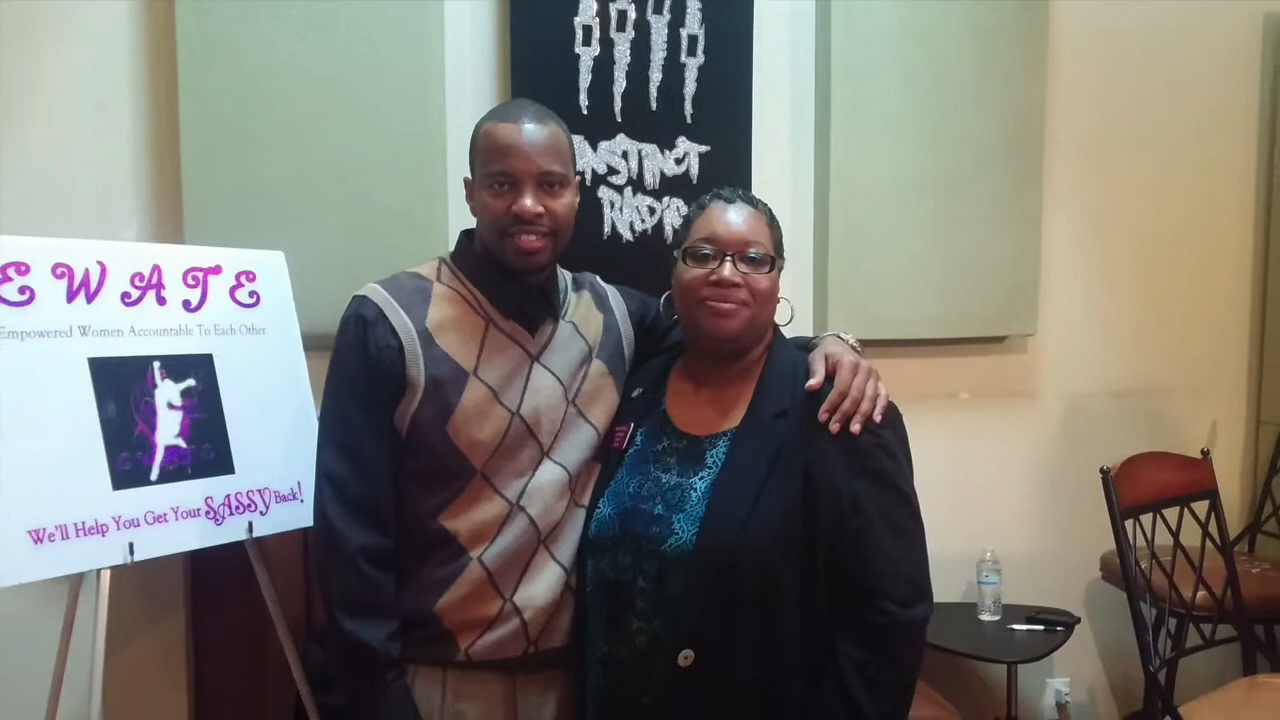 EWATE
Empowered Women Accountable To Each Other
We'll Help You Get Your SASSY Back!
INSTINCT
RADIO